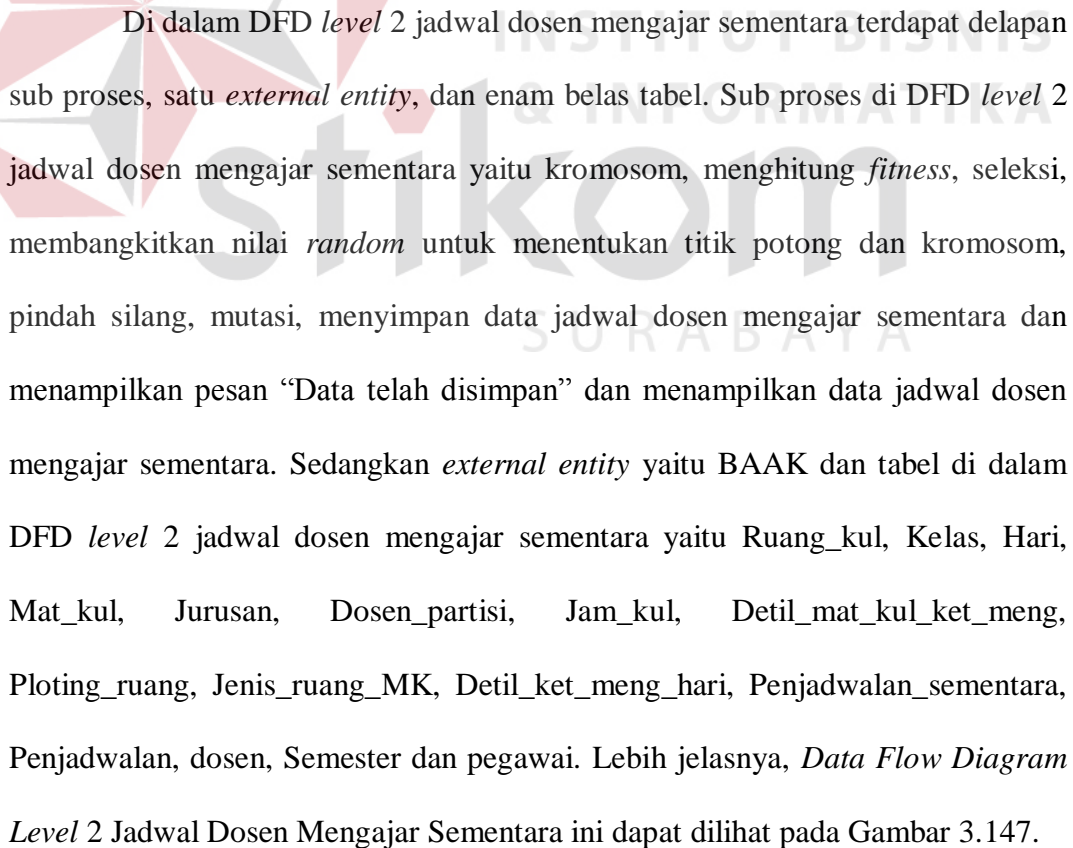 Di dalam DFD level 2 jadwal dosen mengajar sementara terdapat delapan
sub proses, satu external entity, dan enam belas tabel. Sub proses di DFD level 2
jadwal dosen mengajar sementara yaitu kromosom, menghitung fitness, seleksi,
membangkitkan nilai random untuk menentukan titik potong dan kromosom,
pindah silang, mutasi, menyimpan data jadwal dosen mengajar sementara dan
menampilkan pesan “Data telah disimpan” dan menampilkan data jadwal dosen
mengajar sementara. Sedangkan external entity yaitu BAAK dan tabel di dalam
DFD level 2 jadwal dosen mengajar sementara yaitu Ruang_kul, Kelas, Hari,
Mat_kul, Jurusan, Dosen_partisi, Jam_kul, Detil_mat_kul_ket_meng,
Ploting_ruang, Jenis_ruang_MK, Detil_ket_meng_hari, Penjadwalan_sementara,
Penjadwalan, dosen, Semester dan pegawai. Lebih jelasnya, Data Flow Diagram
Level 2 Jadwal Dosen Mengajar Sementara ini dapat dilihat pada Gambar 3.147.
INSTITUT BISNIS
& INFORMATIKA
stikom
SURABAYA